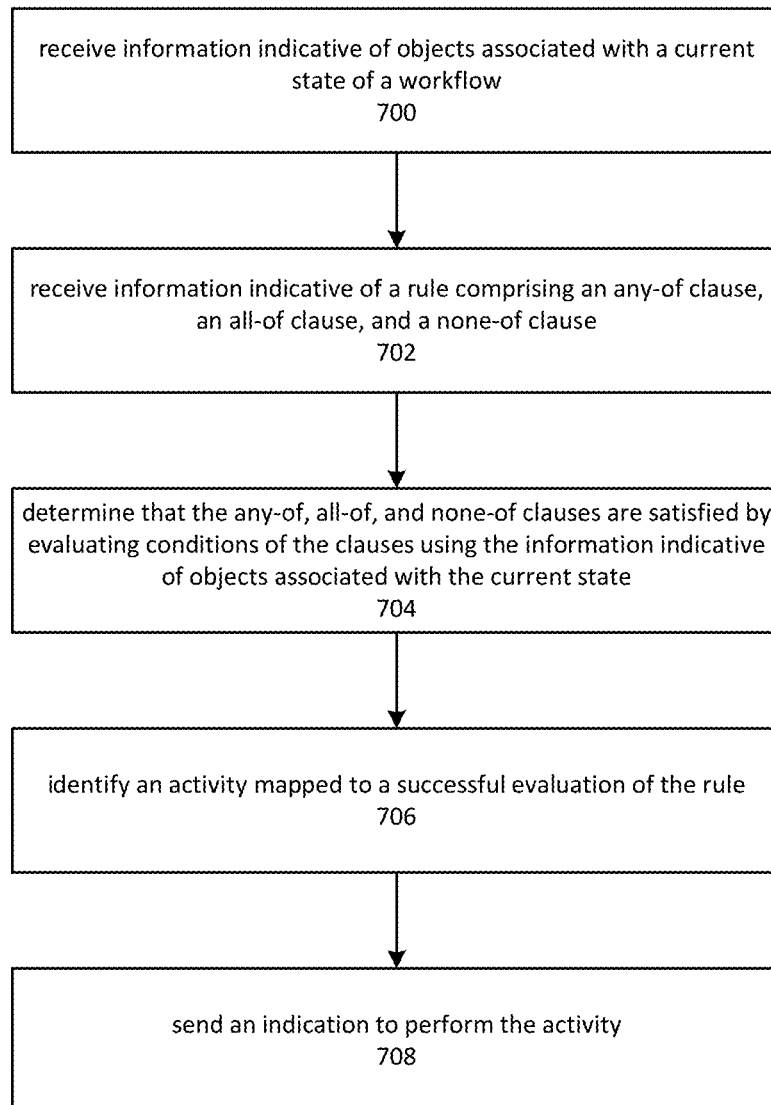 receive information indicative of objects associated with a current
state of a workflow
700
receive information indicative of a rule comprising an any-of clause,
an all-of clause, and a none-of clause
702
determine that the any-of, all-of, and none-of clauses are satisfied by
evaluating conditions of the clauses using the information indicative
of objects associated with the current state
704
identify an activity mapped to a successful evaluation of the rule
706
send an indication to perform the activity
708